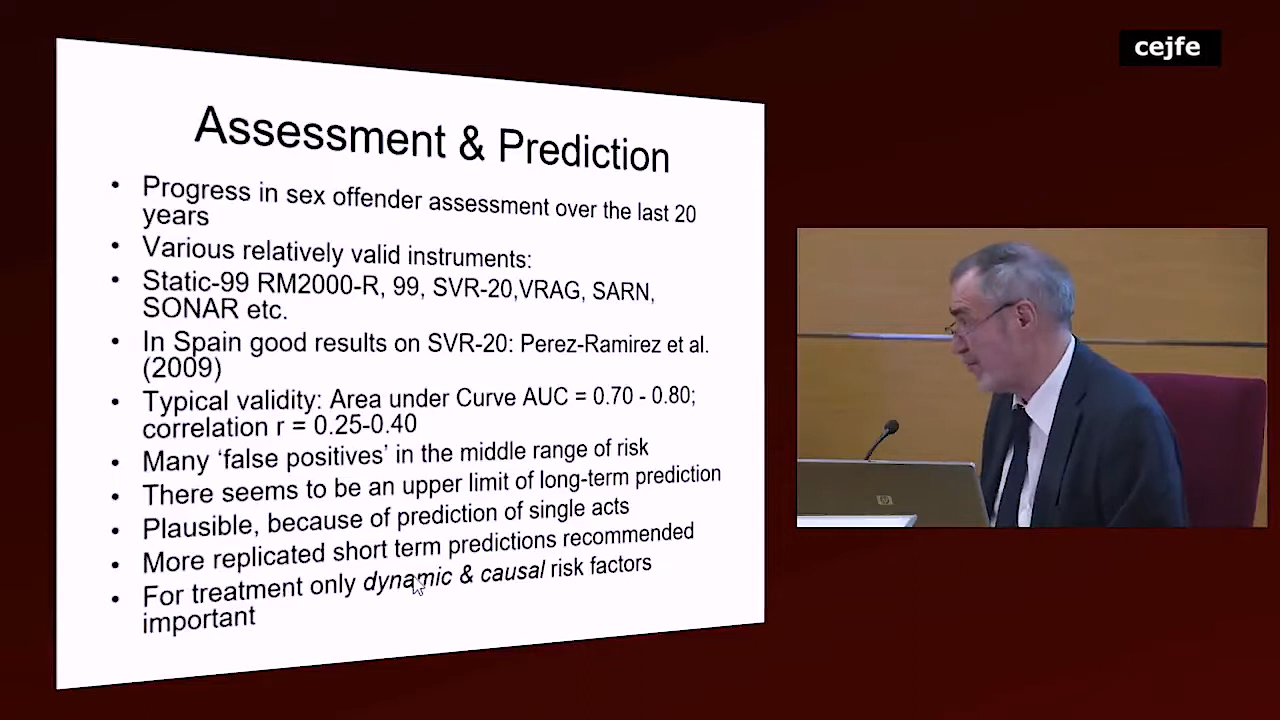 cejfe
Assessment & Prediction
• Progress in sex offender assessment over the last 20
years
• Various relatively valid instruments:
• Static-99 RM2000-R, 99, SVR-20,VRAG, SARN,
SONAR etc.
• In Spain good results on SVR-20: Perez-Ramirez et al.
(2009)
• Typical validity: Area under Curve AUC = 0.70 - 0.80;
correlation r = 0.25-0.40
• Many ‘false positives’ in the middle range of risk
• There seems to be an upper limit of long-term prediction
• Plausible, because of prediction of single acts
• More replicated short term predictions recommended
• For treatment only dynamic & causal risk factors
important
hp